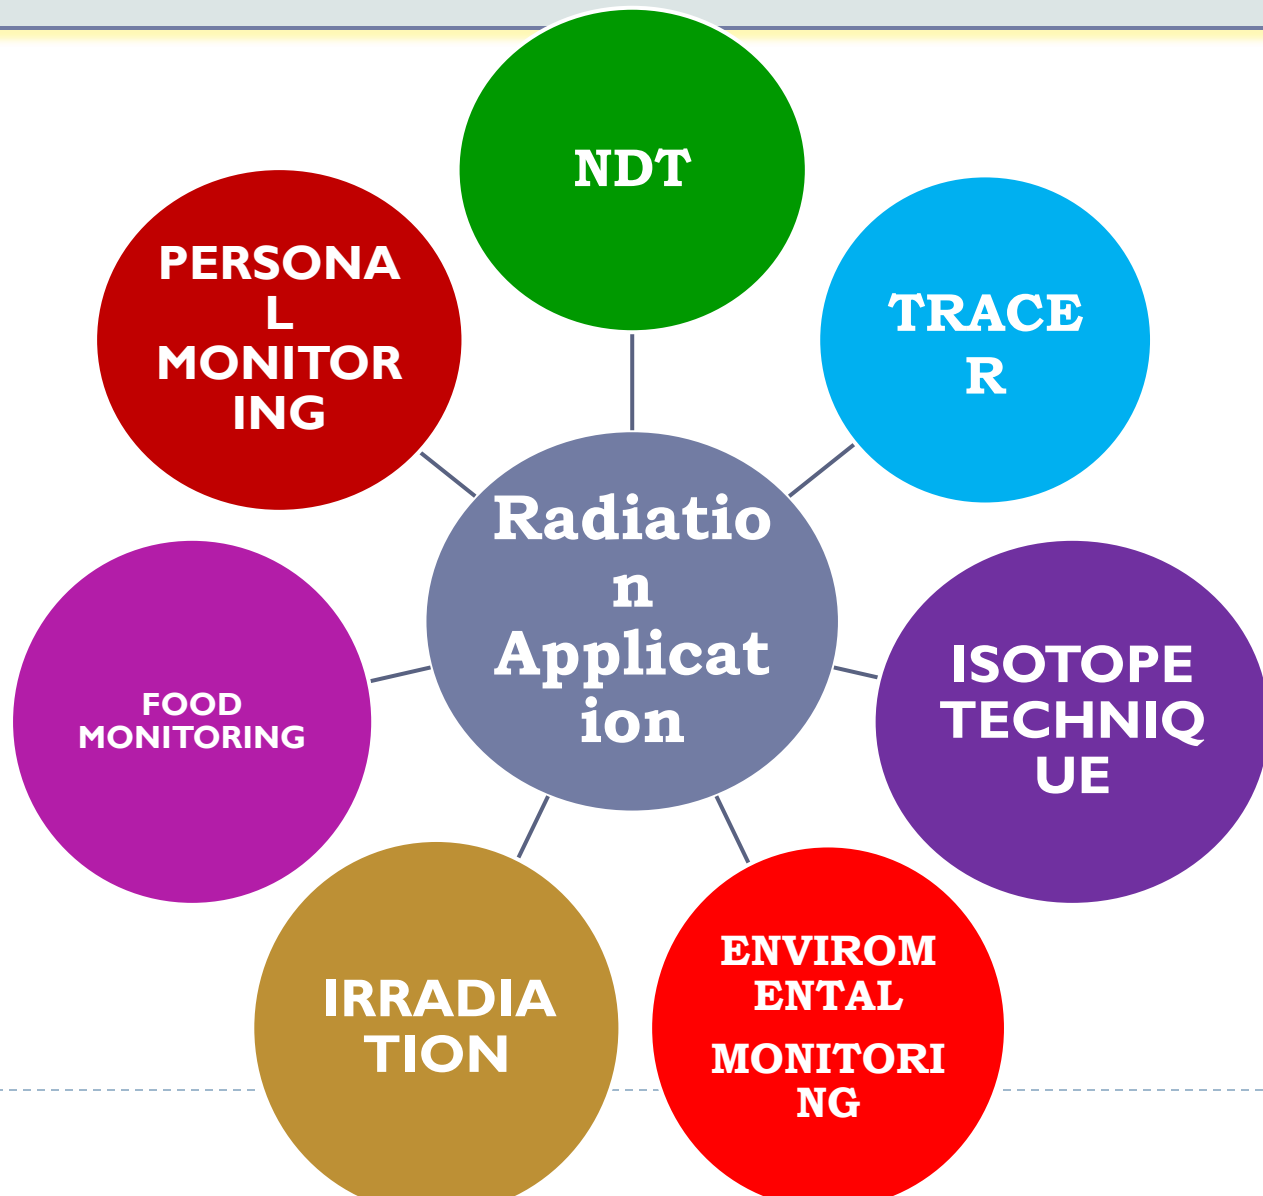 NDT
TRACE
R
ISOTOPE
TECHNIQ
UE
ENVIROM
ENTAL
MONITORI
NG
IRRADIA
TION
FOOD
MONITORING
PERSONA
L
MONITOR
ING
Radiatio
n
Applicat
ion